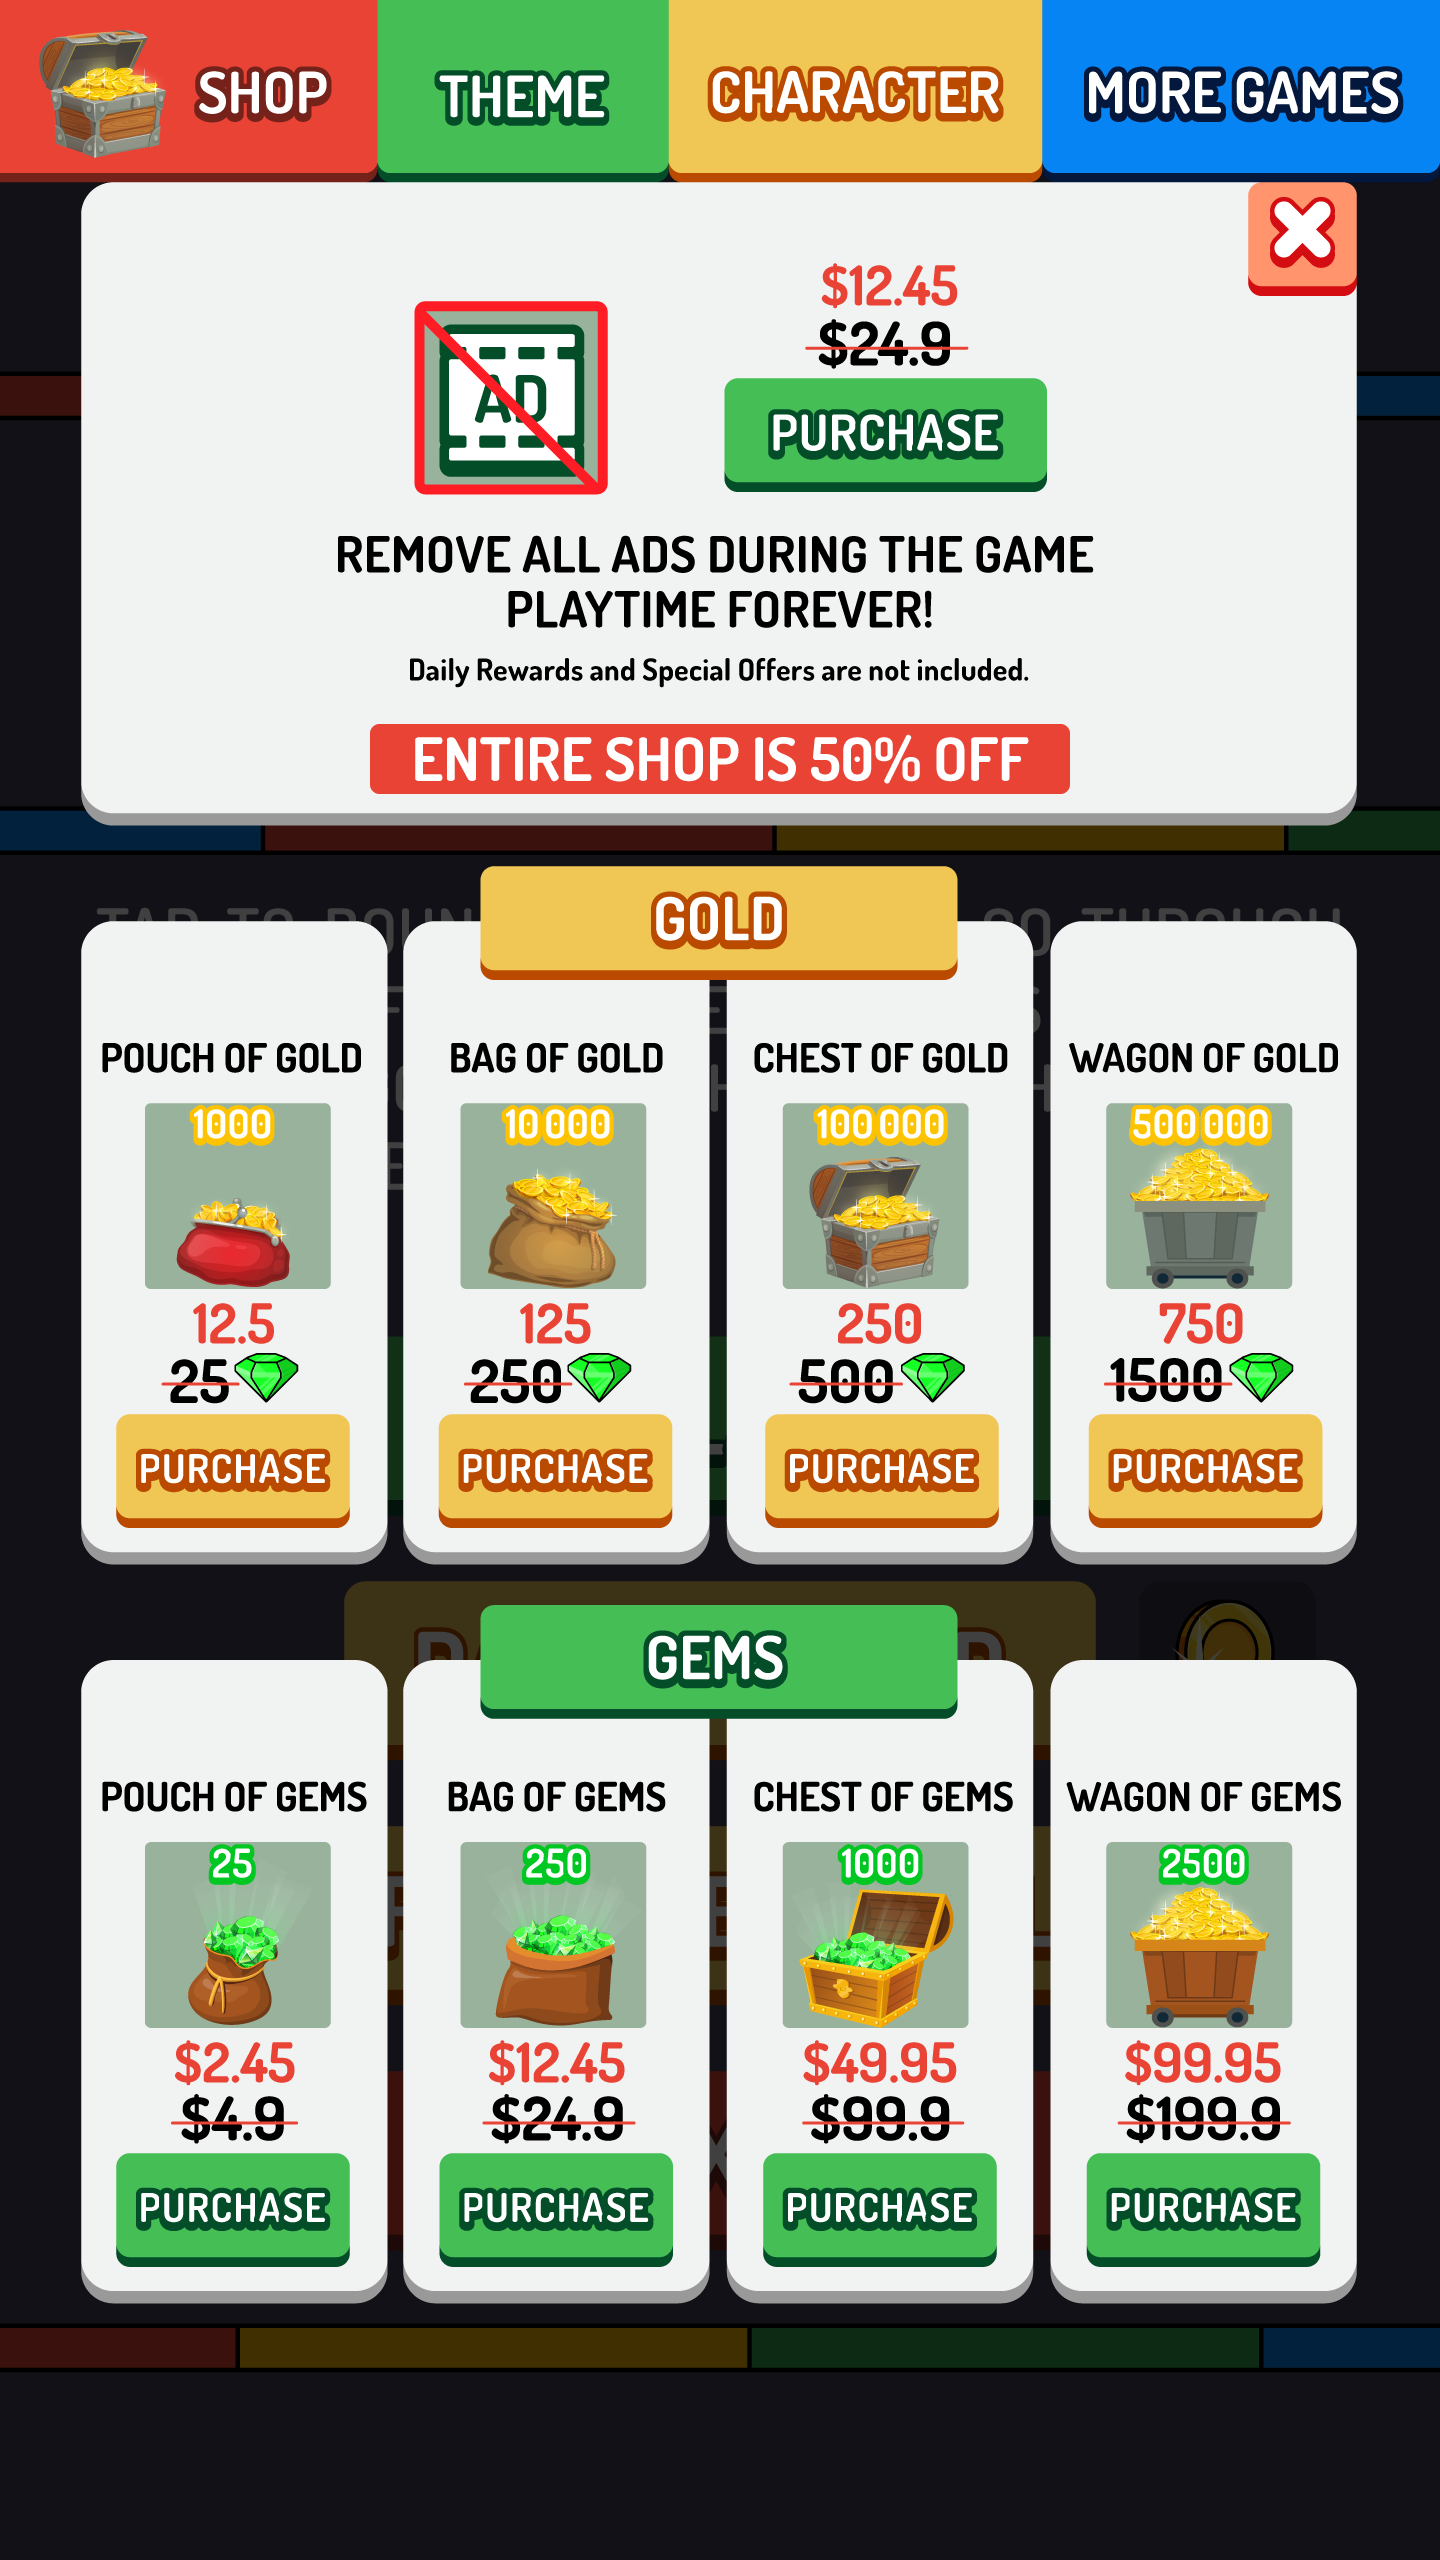 SHOP
THEME
CHARACTER
MORE GAMES
$12.45
$24.9
AD
PURCHASE
REMOVE ALL ADS DURING THE GAME
PLAYTIME FOREVER!
Daily Rewards and Special Offers are not included.
ENTIRE SHOP IS 50% OFF
GOLD
POUCH OF GOLD
1000
12.5
25
PURCHASE
BAG OF GOLD
10 000
125
250
PURCHASE
CHEST OF GOLD
100 000
250
500
PURCHASE
WAGON OF GOLD
500 000
750
1500
PURCHASE
GEMS
POUCH OF GEMS
25
$2.45
$4.9
PURCHASE
BAG OF GEMS
250
$12.45
$24.9
PURCHASE
CHEST OF GEMS
1000
$49.95
$99.9
PURCHASE
WAGON OF GEMS
2500
$99.95
$199.9
PURCHASE